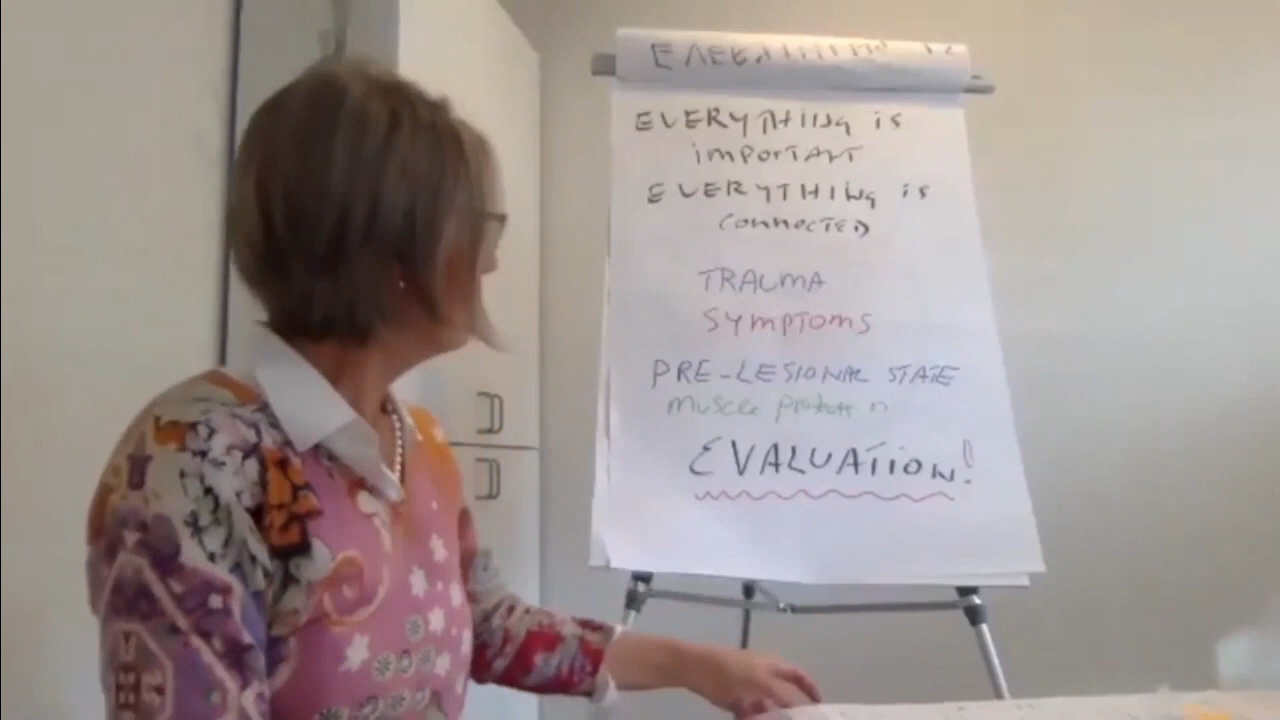 EVERYTHING is
importANT
EVERYTHING is
connecTED
TRAUMA
SYMPTOMS
PRE-LESIONAL STATE
muscle
EVALUATION!